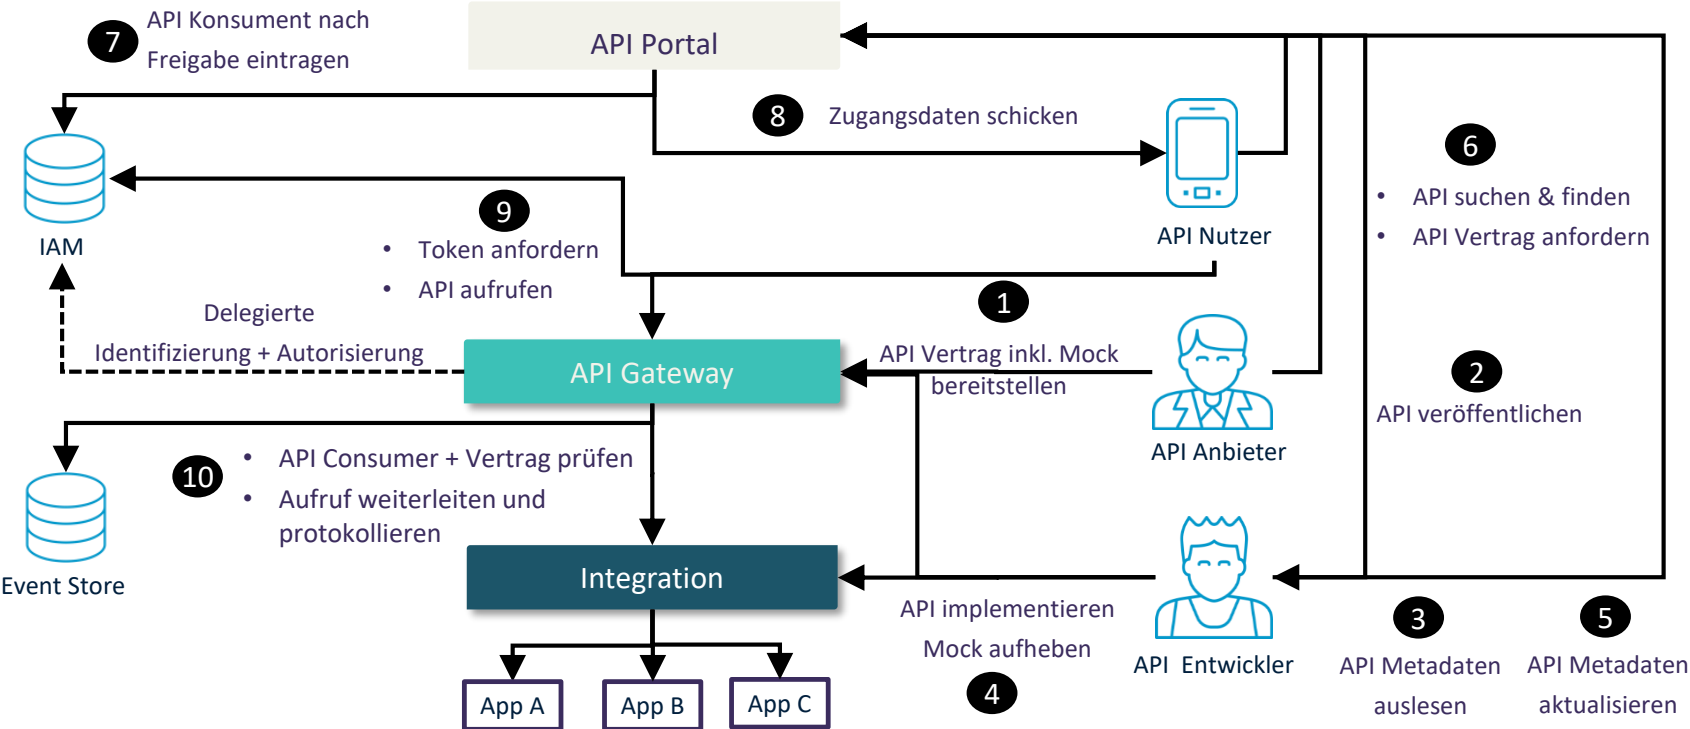 7
API Konsument nach
Freigabe eintragen
API Portal
8
Zugangsdaten schicken
6
• API suchen & finden
• API Vertrag anfordern
IAM
9
• Token anfordern
• API aufrufen
API Nutzer
1
API Vertrag inkl. Mock
bereitstellen
Delegierte
Identifizierung + Autorisierung
API Gateway
2
API veröffentlichen
API Anbieter
10
• API Consumer + Vertrag prüfen
• Aufruf weiterleiten und
protokollieren
Event Store
Integration
API implementieren
Mock aufheben
4
API Entwickler
3
API Metadaten
auslesen
5
API Metadaten
aktualisieren
App A
App B
App C